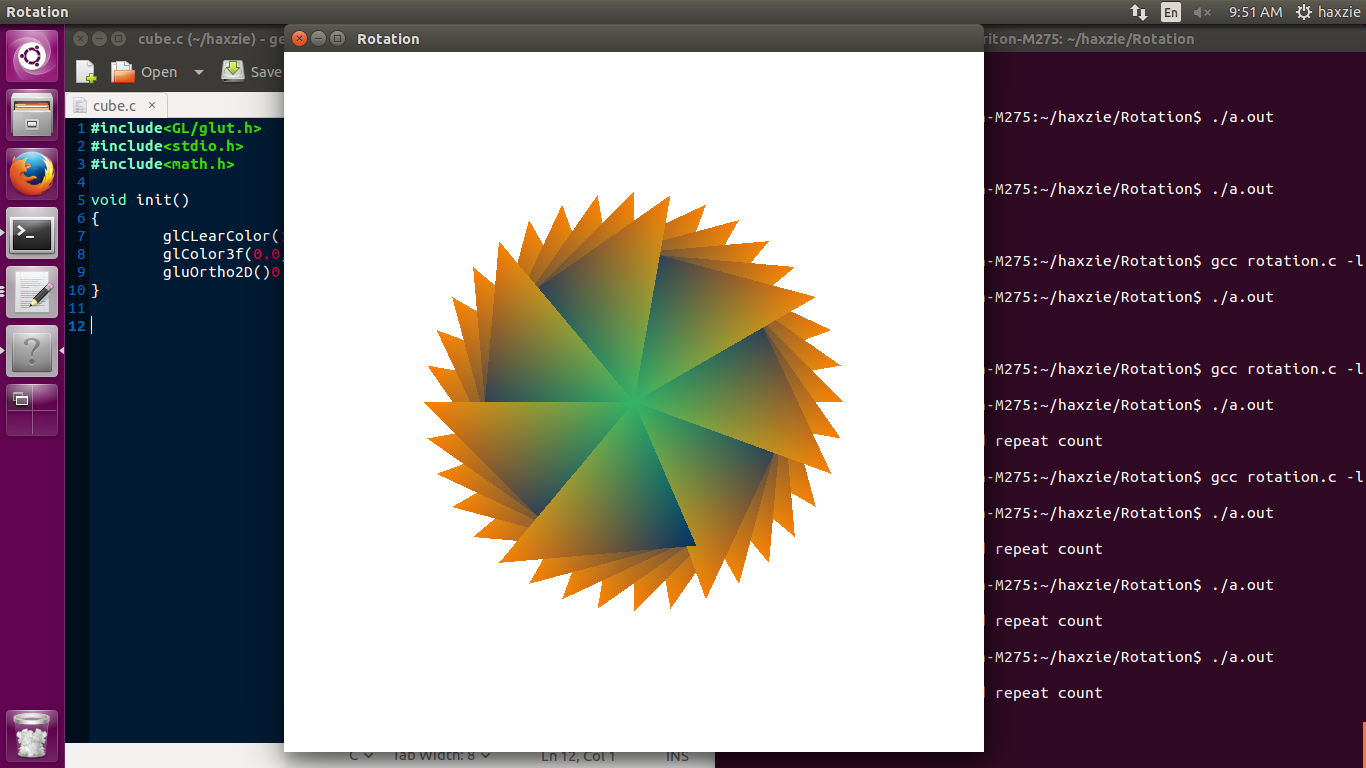 Rotation
En
9:51 AM
haxzie
cube.c (~/haxzie) - ge
Rotation
riton-M275: ~/haxzie/Rotation
Open
Save
cube.c ×
1 #include<GL/glut.h>
2 #include<stdio.h>
3 #include<math.h>
4
5 void init()
6 {
7 glCLearColor(
8 glColor3f(0.0,
9 gluOrtho2D()0
10 }
11
12
-M275:~/haxzie/Rotation$ ./a.out
-M275:~/haxzie/Rotation$ ./a.out
-M275:~/haxzie/Rotation$ gcc rotation.c -l
-M275:~/haxzie/Rotation$ ./a.out
-M275:~/haxzie/Rotation$ gcc rotation.c -l
-M275:~/haxzie/Rotation$ ./a.out
repeat count
-M275:~/haxzie/Rotation$ gcc rotation.c -l
-M275:~/haxzie/Rotation$ ./a.out
repeat count
-M275:~/haxzie/Rotation$ ./a.out
repeat count
-M275:~/haxzie/Rotation$ ./a.out
repeat count
C
Tab Width: 8
Ln 12, Col 1
INS